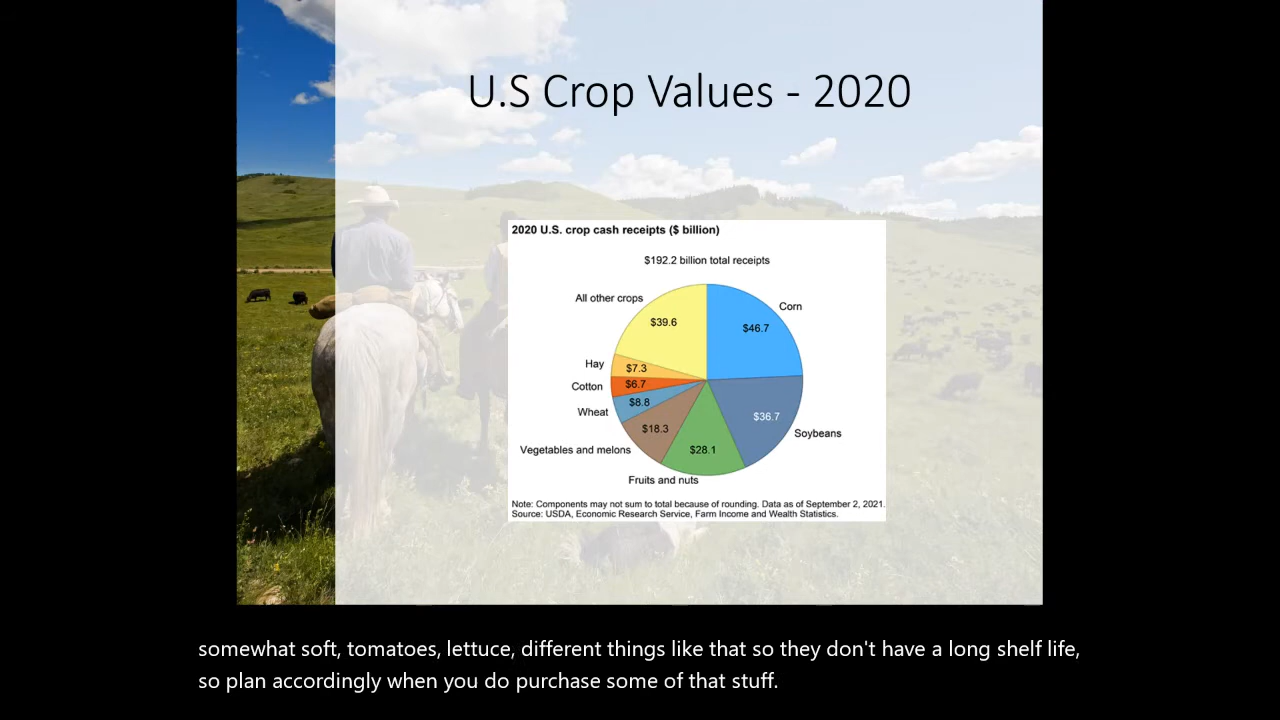 U.S Crop Values - 2020
2020 U.S. crop cash receipts ($ billion)
$192.2 billion total receipts
All other crops
Corn
$39.6
$46.7
Hay
$7.3
Cotton
$6.7
Wheat
$8.8
$36.7
Soybeans
$18.3
Vegetables and melons
$28.1
Fruits and nuts
Note: Components may not sum to total because of rounding. Data as of September 2, 2021.
Source: USDA, Economic Research Service, Farm Income and Wealth Statistics.
somewhat soft, tomatoes, lettuce, different things like that so they don't have a long shelf life,
so plan accordingly when you do purchase some of that stuff.